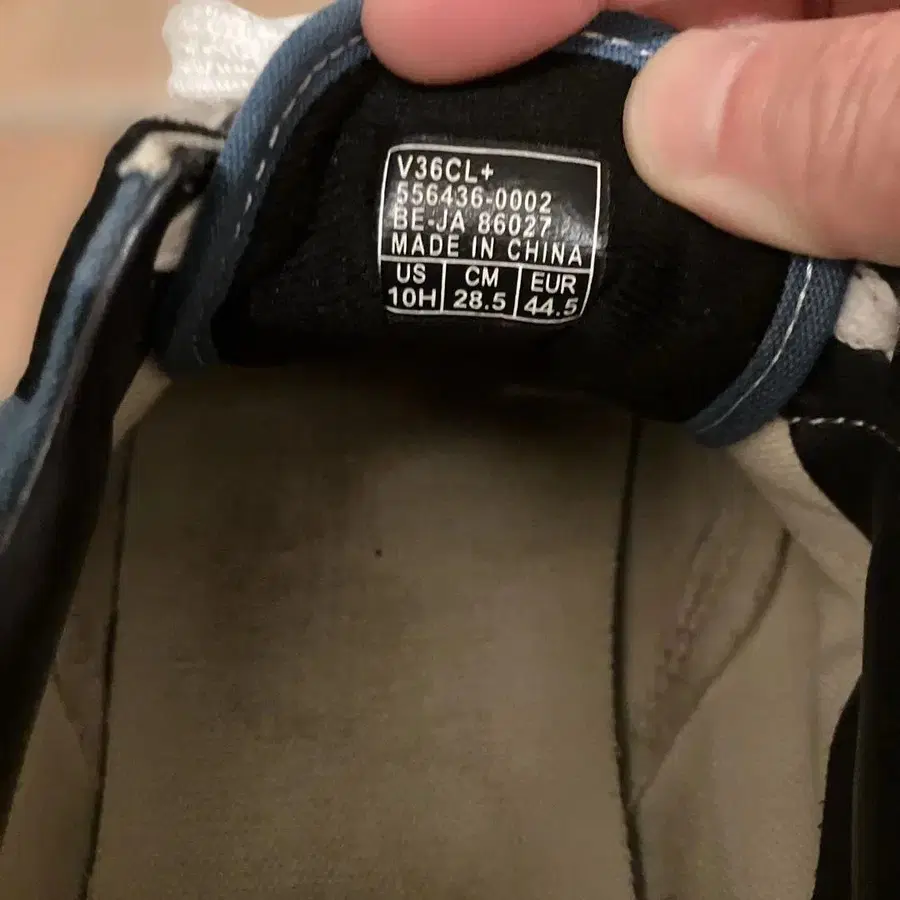 V36CL+
556436-0002
BE-JA 86027
MADE IN CHINA
US CM EUR
10H 28.5 44.5